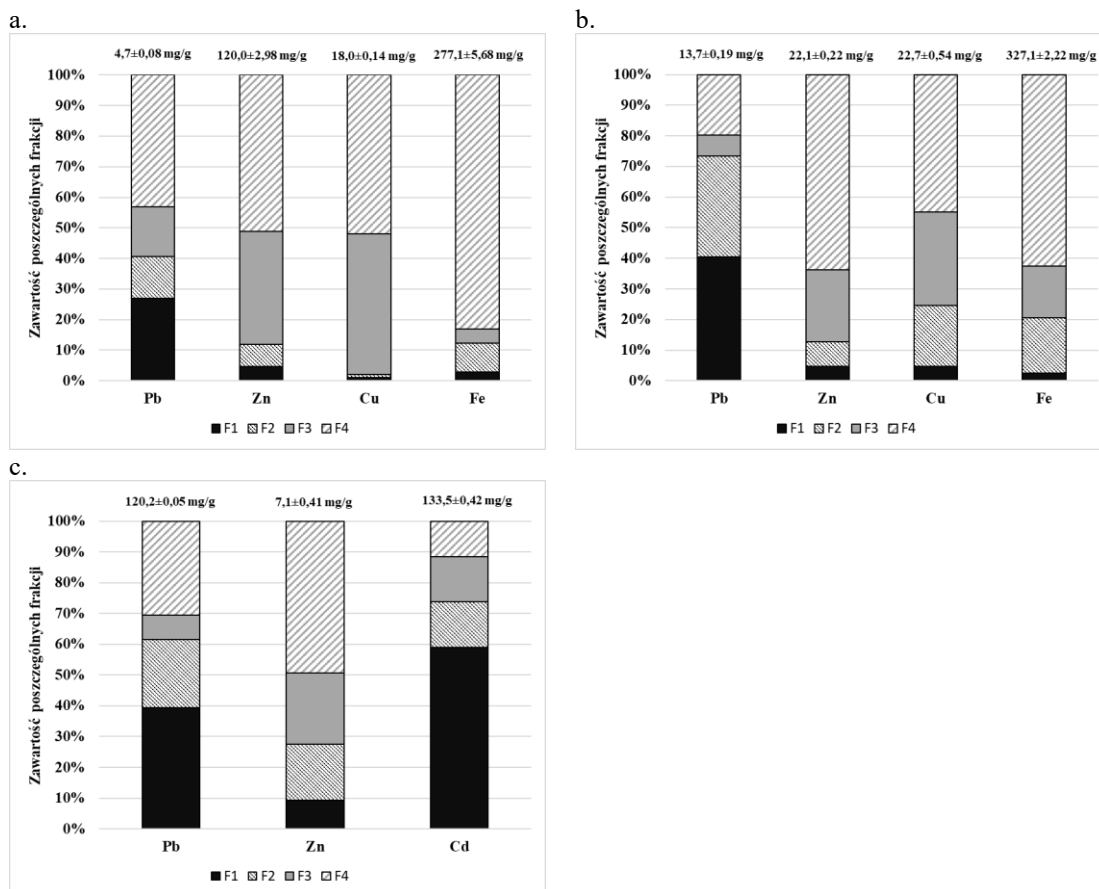 a.
4,7±0,08 mg/g 120,0±2,98 mg/g 18,0±0,14 mg/g 277,1±5,68 mg/g
Zawartość poszczególnych frakcji
100%
90%
80%
70%
60%
50%
40%
30%
20%
10%
0%
Pb Zn Cu Fe
F1 F2 F3 F4
b.
13,7±0,19 mg/g 22,1±0,22 mg/g 22,7±0,54 mg/g 327,1±2,22 mg/g
Zawartość poszczególnych frakcji
100%
90%
80%
70%
60%
50%
40%
30%
20%
10%
0%
Pb Zn Cu Fe
F1 F2 F3 F4
c.
120,2±0,05 mg/g 7,1±0,41 mg/g 133,5±0,42 mg/g
Zawartość poszczególnych frakcji
100%
90%
80%
70%
60%
50%
40%
30%
20%
10%
0%
Pb Zn Cd
F1 F2 F3 F4